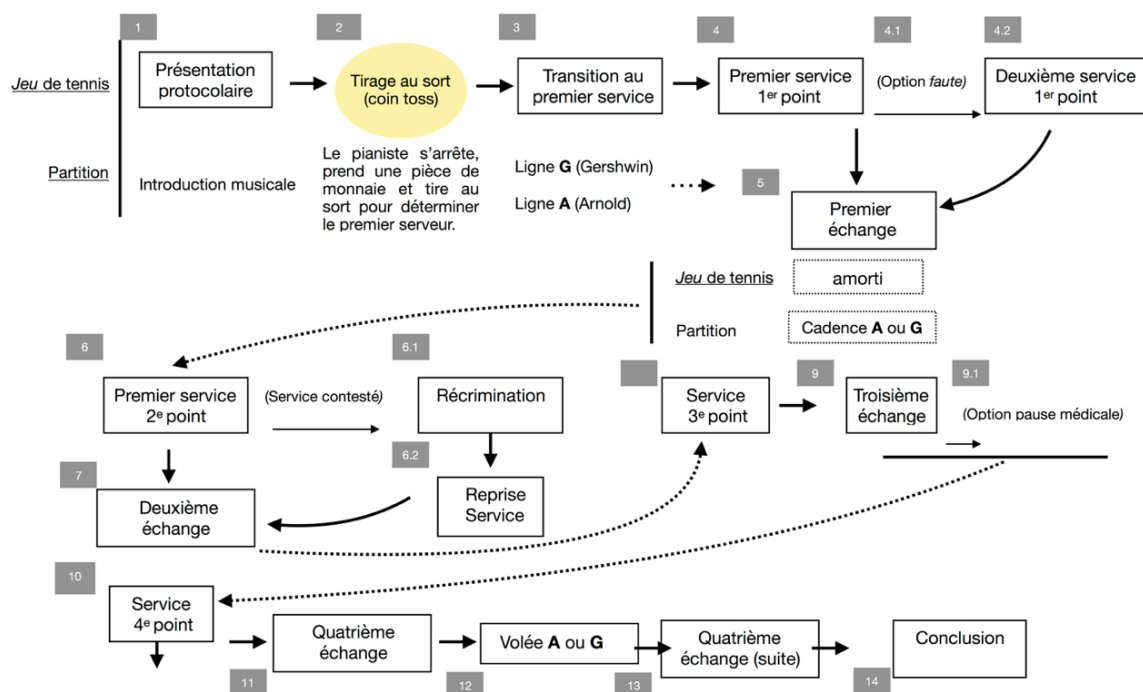 1
2
3
4
4.1
4.2
Jeu de tennis
Présentation
protocolaire
Tirage au sort
(coin toss)
Transition au
premier service
Premier service
1er point
(Option faute)
Deuxième service
1er point
Partition
Introduction musicale
Le pianiste s’arrête,
prend une pièce de
monnaie et tire au
sort pour déterminer
le premier serveur.
Ligne G (Gershwin)
Ligne A (Arnold)
5
Premier
échange
Jeu de tennis
amorti
Partition
Cadence A ou G
6
6.1
9
9.1
Premier service
2e point
(Service contesté)
Récrimination
Service
3e point
Troisième
échange
(Option pause médicale)
7
6.2
Deuxième
échange
Reprise
Service
10
Service
4e point
Quatrième
échange
Volée A ou G
Quatrième
échange (suite)
Conclusion
11
12
13
14